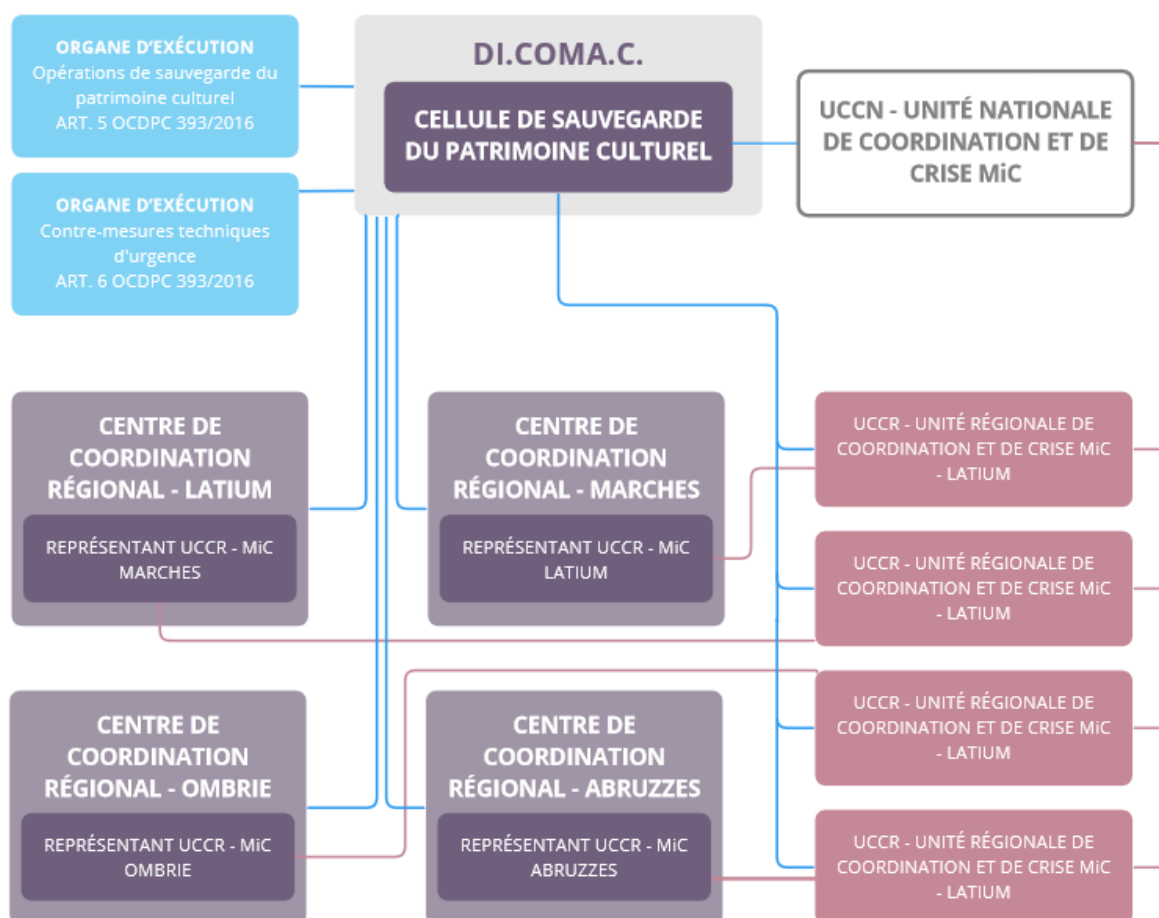 ORGANE D'EXÉCUTION
Opérations de sauvegarde du
patrimoine culturel
ART. 5 OCDPC 393/2016
DI.COMA.C.
CELLULE DE SAUVEGARDE
DU PATRIMOINE CULTUREL
UCCN - UNITÉ NATIONALE
DE COORDINATION ET DE
CRISE MiC
ORGANE D'EXÉCUTION
Contre-mesures techniques
d'urgence
ART. 6 OCDPC 393/2016
CENTRE DE
COORDINATION
RÉGIONAL - LATIUM
REPRÉSENTANT UCCR - MiC
MARCHES
CENTRE DE
COORDINATION
RÉGIONAL - MARCHES
REPRÉSENTANT UCCR - MiC
LATIUM
UCCR - UNITÉ RÉGIONALE DE
COORDINATION ET DE CRISE MiC
- LATIUM
UCCR - UNITÉ RÉGIONALE DE
COORDINATION ET DE CRISE MiC
- LATIUM
CENTRE DE
COORDINATION
RÉGIONAL - OMBRIE
REPRÉSENTANT UCCR - MiC
OMBRIE
CENTRE DE
COORDINATION
RÉGIONAL - ABRUZZES
REPRÉSENTANT UCCR - MiC
ABRUZZES
UCCR - UNITÉ RÉGIONALE DE
COORDINATION ET DE CRISE MiC
- LATIUM
UCCR - UNITÉ RÉGIONALE DE
COORDINATION ET DE CRISE MiC
- LATIUM